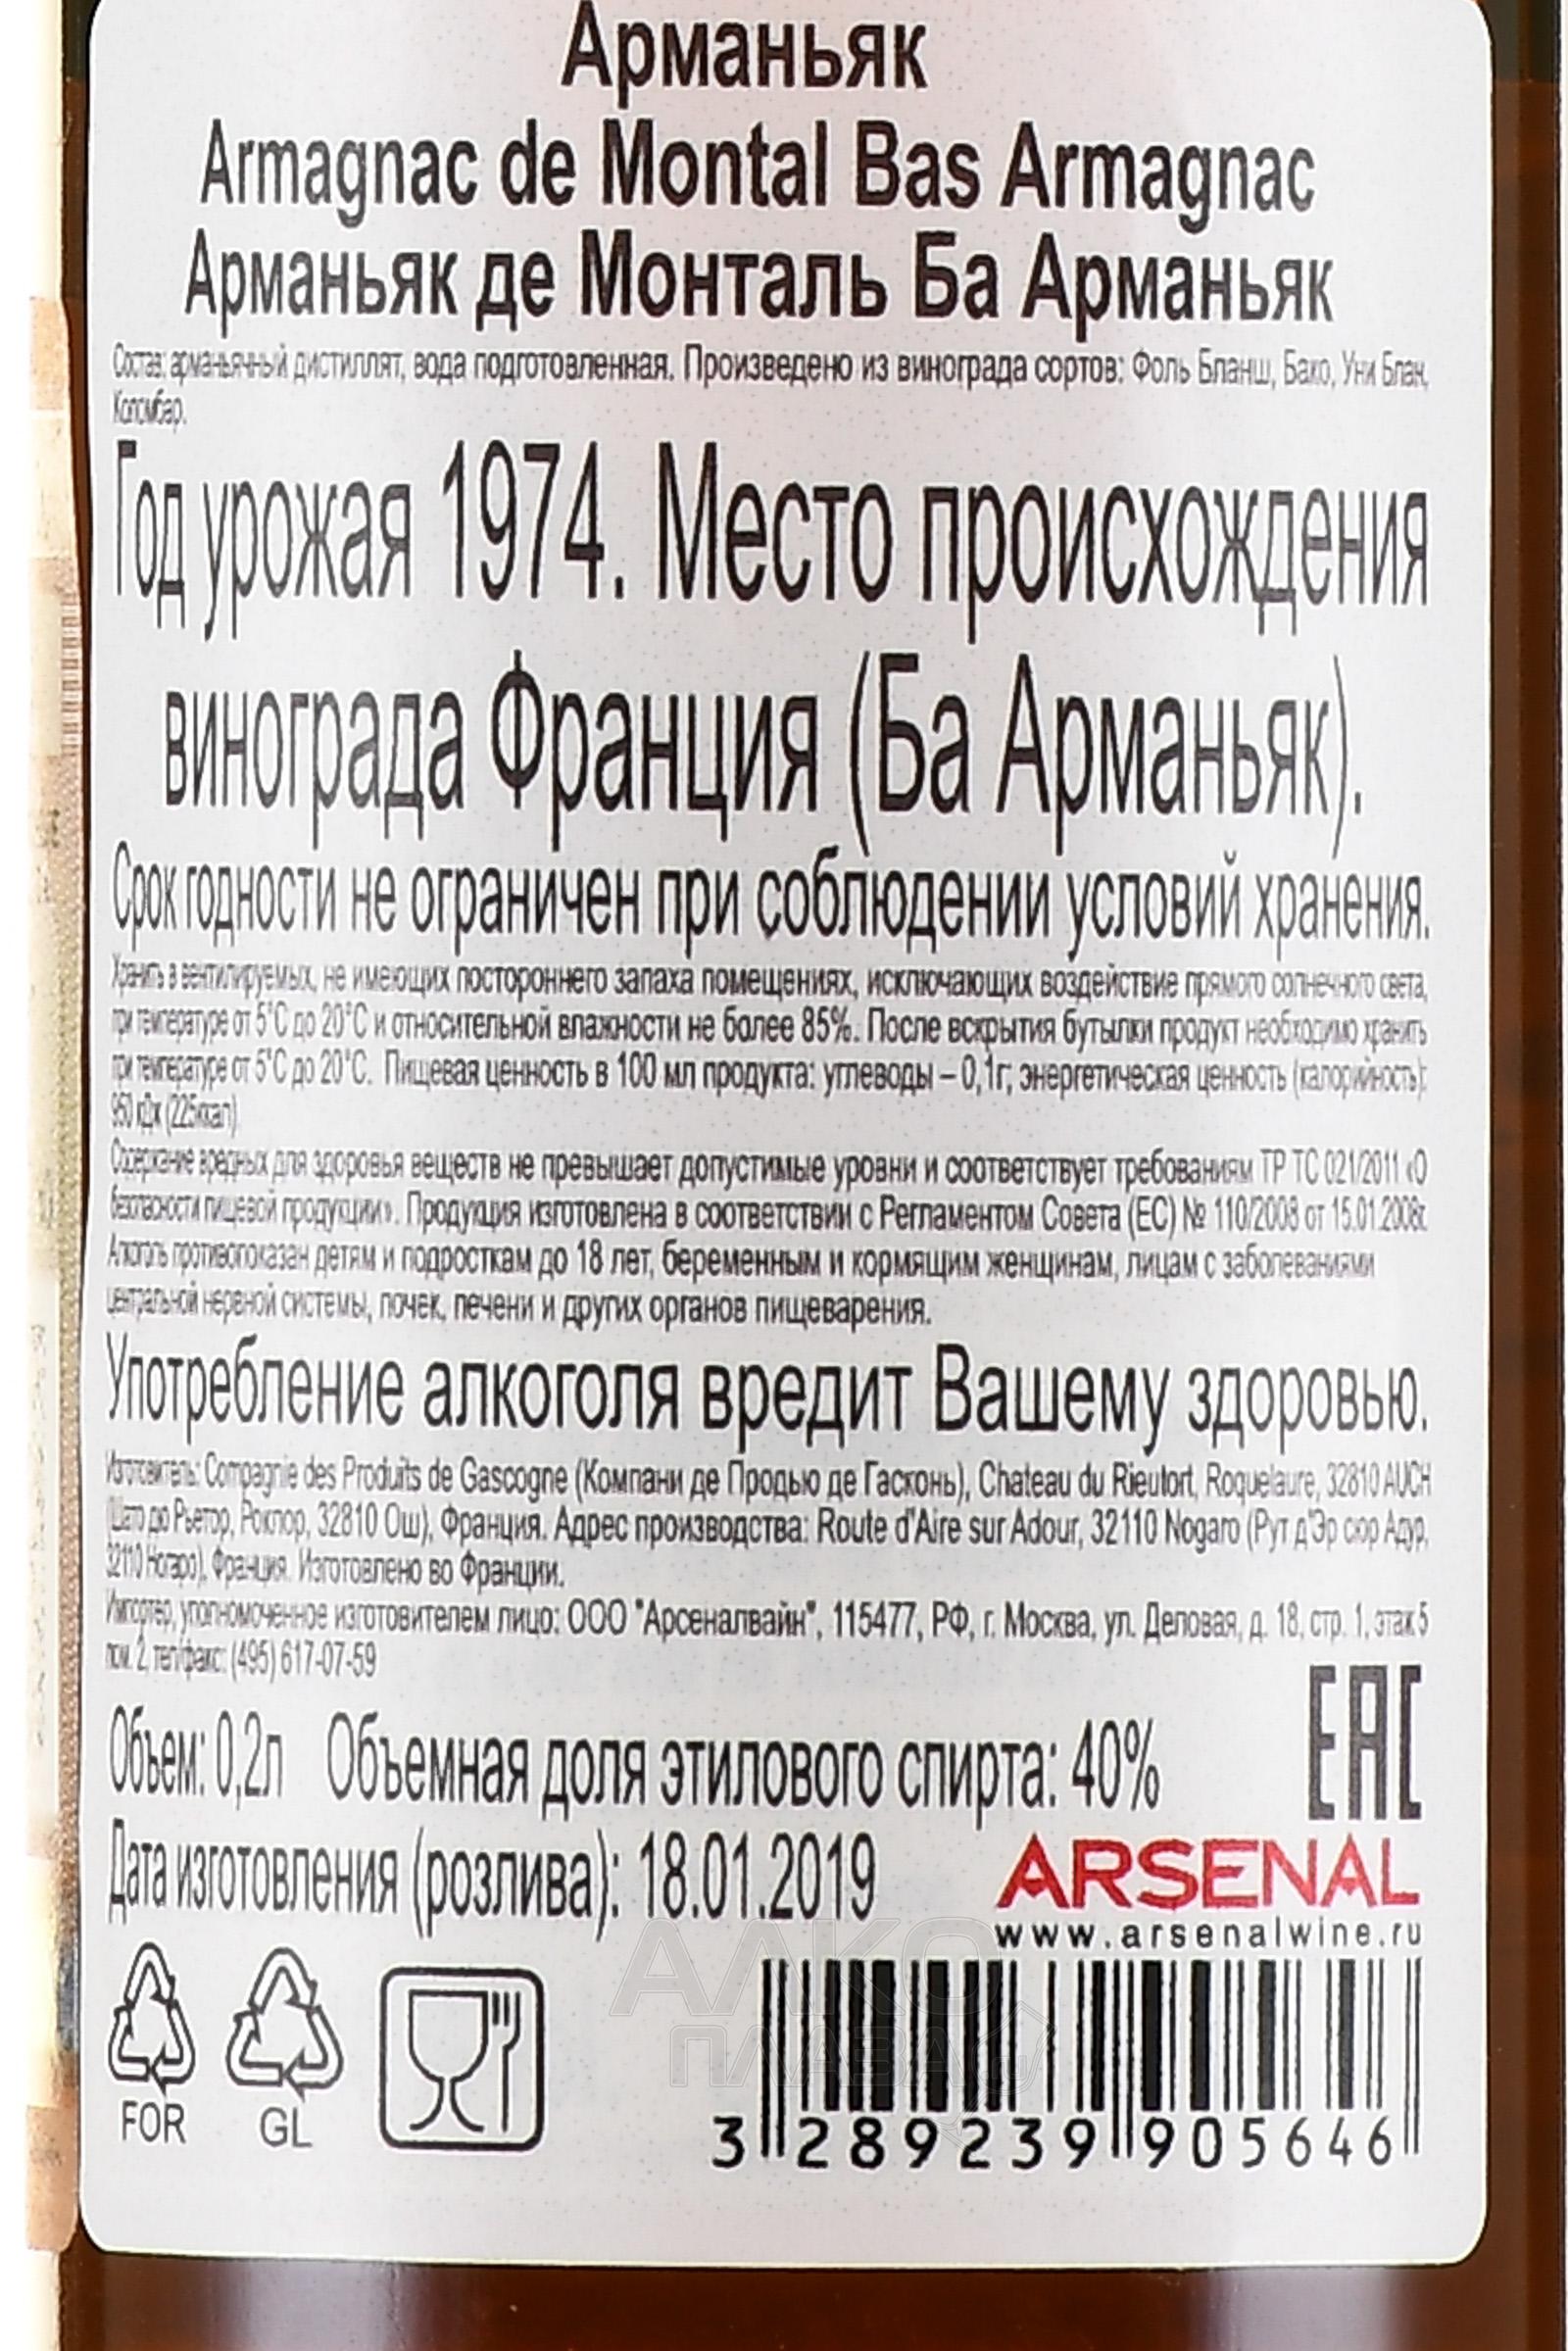 Арманьяк
Armagnac de Montal Bas Armagnac
Арманьяк де Монталь Ба Арманьяк
Состав: арманьячный дистиллят, вода подготовленная. Произведено из винограда сортов: Фоль Бланш, Бако, Уни Блан,
Коломбар.
Год урожая 1974. Место происхождения
винограда Франция (Ба Арманьяк).
Срок годности не ограничен при соблюдении условий хранения.
Хранить в вентилируемых, не имеющих постороннего запаха помещениях, исключающих воздействие прямого солнечного света,
при температуре от 5°С до 20°С и относительной влажности не более 85%. После вскрытия бутылки продукт необходимо хранить
при температуре от 5°С до 20°С. Пищевая ценность в 100 мл продукта: углеводы – 0,1г; энергетическая ценность (калорийность):
950 кДж (225ккал)
Содержание вредных для здоровья веществ не превышает допустимые уровни и соответствует требованиям ТР ТС 021/2011 «О
безопасности пищевой продукции». Продукция изготовлена в соответствии с Регламентом Совета (ЕС) № 110/2008 от 15.01.2008г.
Алкоголь противопоказан детям и подросткам до 18 лет, беременным и кормящим женщинам, лицам с заболеваниями
центральной нервной системы, почек, печени и других органов пищеварения.
Употребление алкоголя вредит Вашему здоровью.
Изготовитель: Compagnie des Produits de Gascogne (Компани де Продью де Гасконь), Chateau du Rieutort, Roquelaure, 32810 AUCH
(Шато дю Рьетор, Роклор, 32810 Ош), Франция. Адрес производства: Route d'Aire sur Adour, 32110 Nogaro (Рут д'Эр сюр Адур,
32110 Ногаро), Франция. Изготовлено во Франции.
Импортер, уполномоченное изготовителем лицо: ООО "Арсеналвайн", 115477, РФ, г. Москва, ул. Деловая, д. 18, стр. 1, этаж 5
пом. 2, тел/факс: (495) 617-07-59
EAC
Объем: 0,2л Объемная доля этилового спирта: 40%
Дата изготовления (розлива): 18.01.2019
ARSENAL
www.arsenalwine.ru
АЛКО
ПЛАЗА
FOR
GL
3 289239 905646